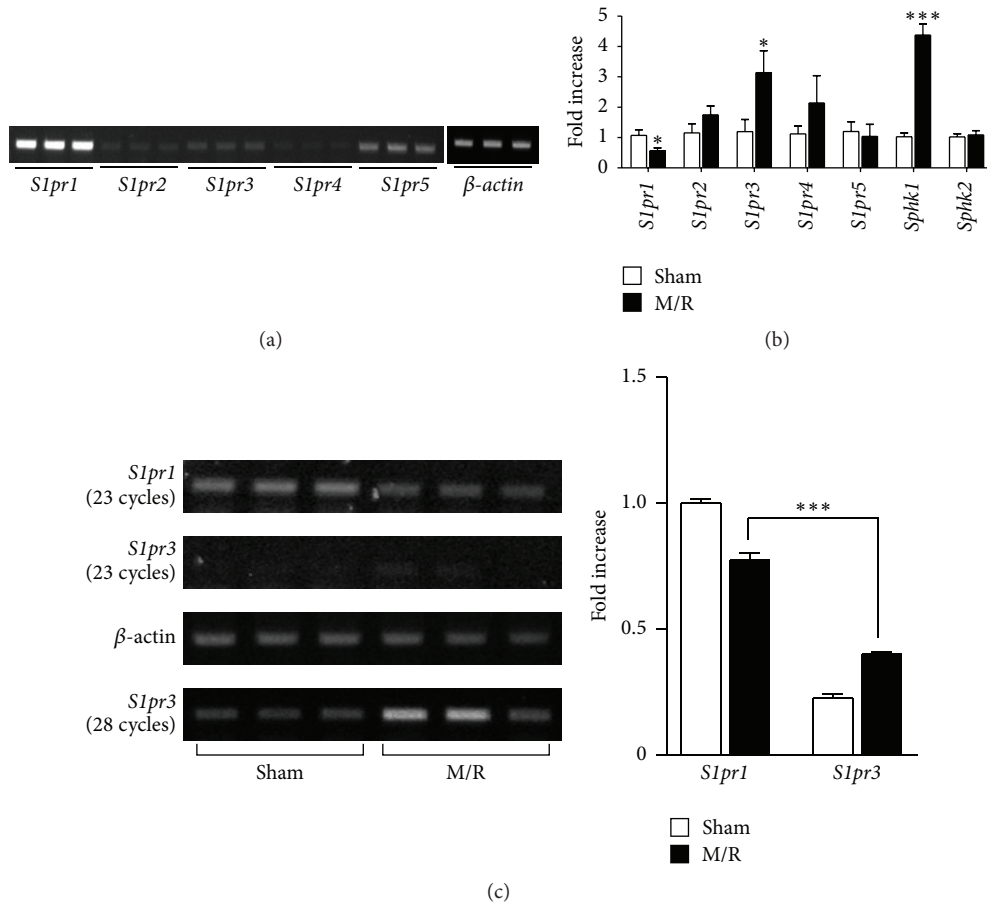 S1pr1 S1pr2 S1pr3 S1pr4 S1pr5 β-actin
(a)
Fold increase
5
4
3
2
1
0
* * *** 
S1pr1 S1pr2 S1pr3 S1pr4 S1pr5 Sphk1 Sphk2
Sham
M/R
(b)
S1pr1
(23 cycles)
S1pr3
(23 cycles)
β-actin
S1pr3
(28 cycles)
Sham M/R
Fold increase
1.5
1.0
0.5
0
***
S1pr1 S1pr3
Sham
M/R
(c)